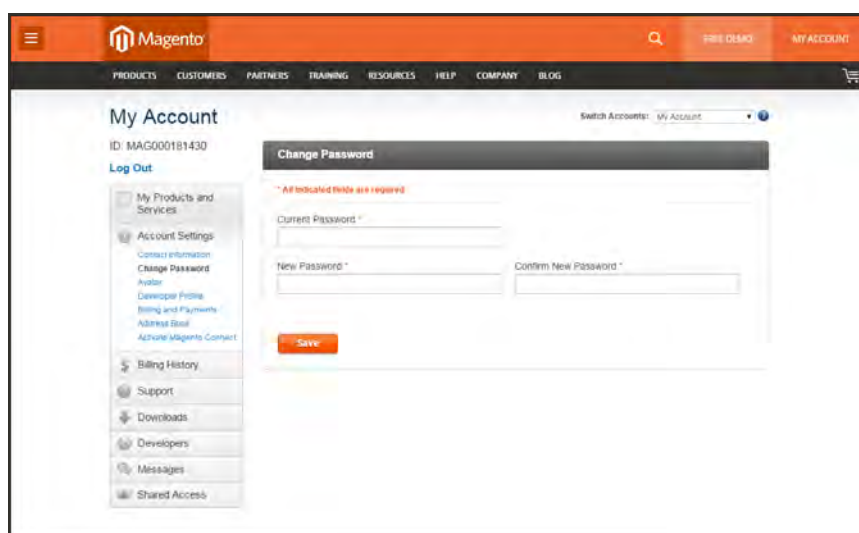 Magento
FREE DEMO
MY ACCOUNT
PRODUCTS CUSTOMERS PARTNERS TRAINING RESOURCES HELP COMPANY BLOG
My Account
Switch Accounts: My Account
ID: MAG000181430
Log Out
Change Password
* All indicated fields are required
My Products and
Services
Account Settings
Contact Information
Change Password
Avatar
Developer Profile
Billing and Payments
Address Book
Activate Magento Connect
Billing History
Support
Downloads
Developers
Messages
Shared Access
Current Password *
New Password *
Confirm New Password *
Save